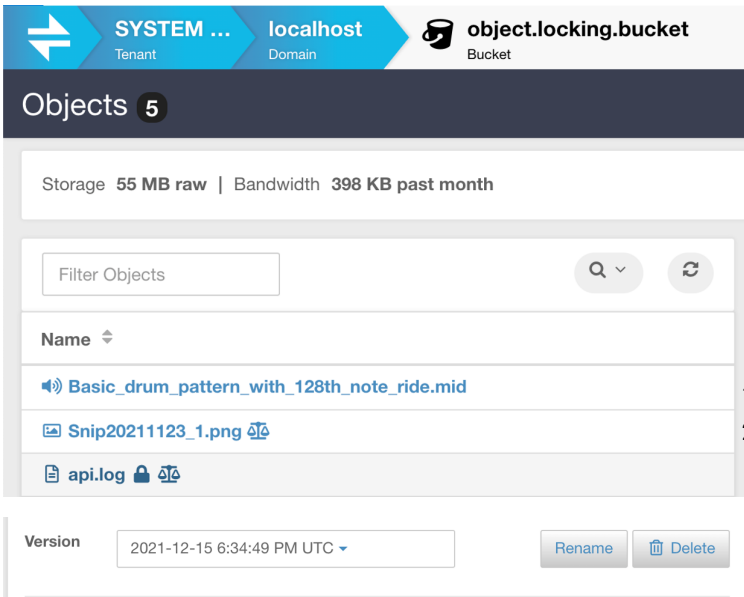 SYSTEM ... localhost object.locking.bucket
Tenant Domain Bucket
Objects 5
Storage 55 MB raw | Bandwidth 398 KB past month
Filter Objects
Name
Basic_drum_pattern_with_128th_note_ride.mid
Snip20211123_1.png
api.log
Version 2021-12-15 6:34:49 PM UTC Rename Delete